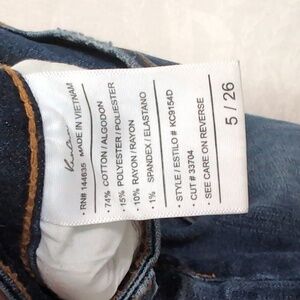 RN# 144635
MADE IN VIETNAM
74% COTTON / ALGODON
15% POLYESTER / POLIESTER
10% RAYON / RAYON
1% SPANDEX / ELASTANO
STYLE / ESTILO # KC9154D
CUT # 33704
SEE CARE ON REVERSE
5 / 26